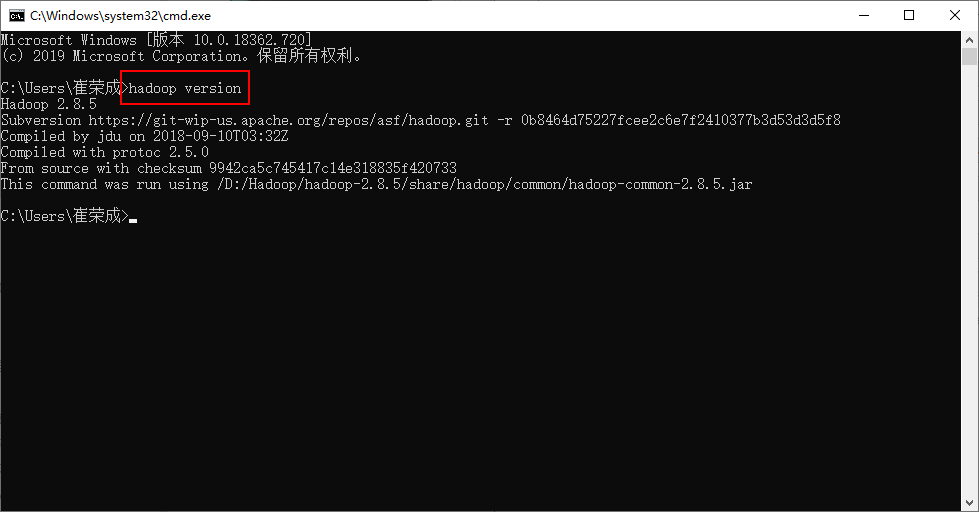 C:\Windows\system32\cmd.exe
Microsoft Windows [版本 10.0.18362.720]
(c) 2019 Microsoft Corporation。保留所有权利。
C:\Users\崔荣成>hadoop version
Hadoop 2.8.5
Subversion https://git-wip-us.apache.org/repos/asf/hadoop.git -r 0b8464d75227fcee2c6e7f2410377b3d53d3d5f8
Compiled by jdu on 2018-09-10T03:32Z
Compiled with protoc 2.5.0
From source with checksum 9942ca5c745417c14e318835f420733
This command was run using /D:/Hadoop/hadoop-2.8.5/share/hadoop/common/hadoop-common-2.8.5.jar
C:\Users\崔荣成>